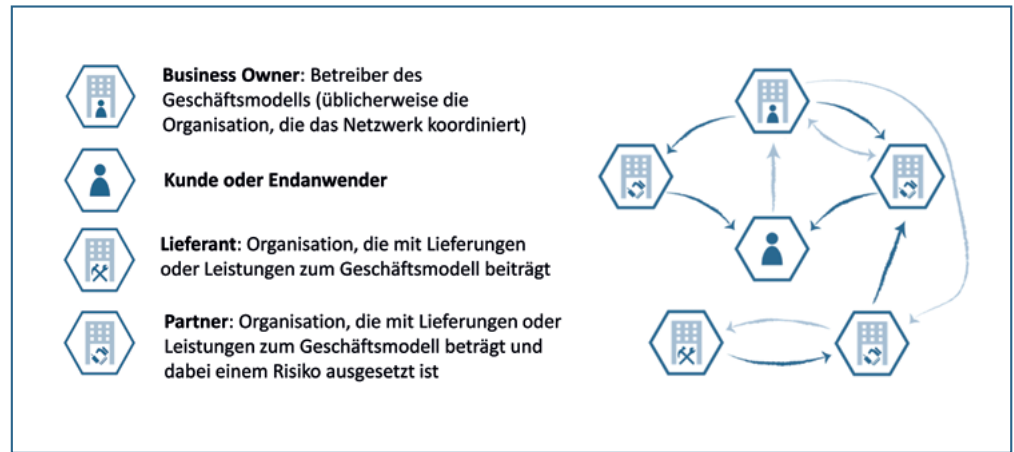 Business Owner: Betreiber des
Geschäftsmodells (üblicherweise die
Organisation, die das Netzwerk koordiniert)
Kunde oder Endanwender
Lieferant: Organisation, die mit Lieferungen
oder Leistungen zum Geschäftsmodell beiträgt
Partner: Organisation, die mit Lieferungen oder
Leistungen zum Geschäftsmodell beträgt und
dabei einem Risiko ausgesetzt ist